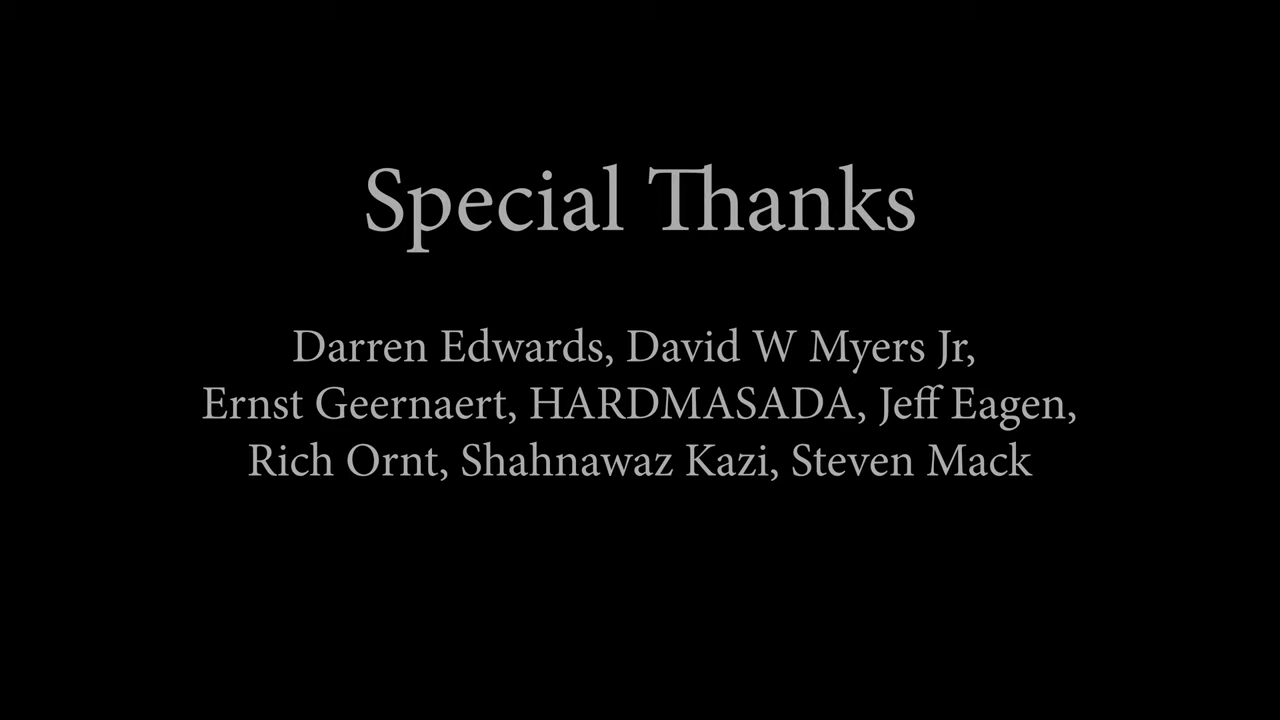 Special Thanks
Darren Edwards, David W Myers Jr,
Ernst Geernaert, HARDMASADA, Jeff Eagen,
Rich Ornt, Shahnawaz Kazi, Steven Mack